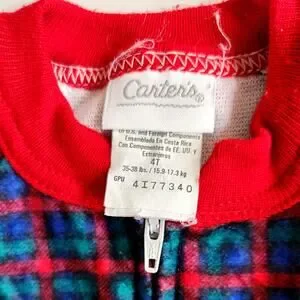 Carter's®
of U.S. and Foreign Components
Ensamblado En Costa Rica
Con Componentes de EE. UU. Y
Extranjeros
4T
35-38 lbs. / 15.9-17.3 kg
GPU 4I77340